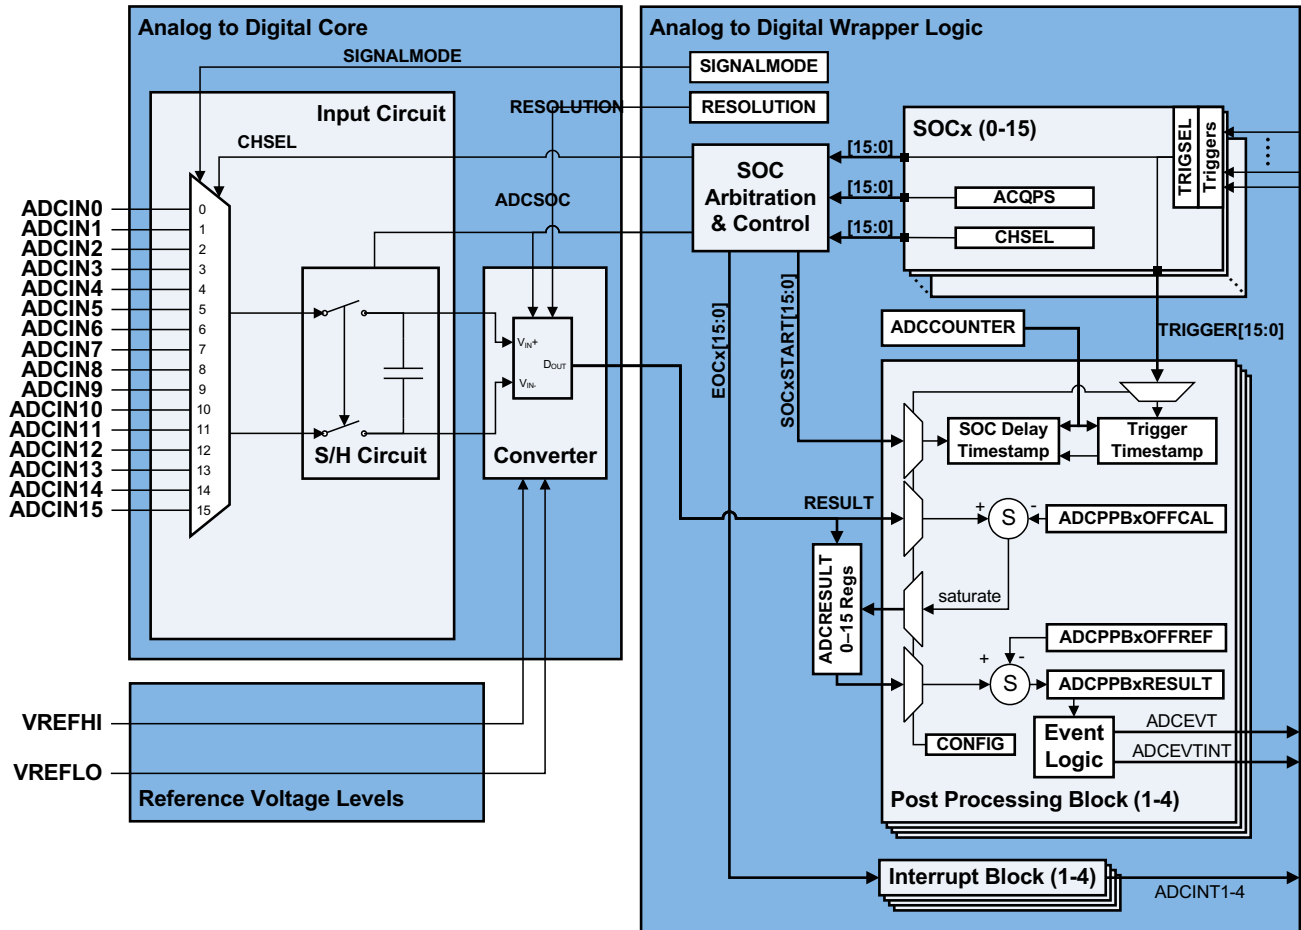 Analog to Digital Core
SIGNALMODE
Input Circuit
RESOLUTION
CHSEL
ADCSOC
ADCIN0
ADCIN1
ADCIN2
ADCIN3
ADCIN4
ADCIN5
ADCIN6
ADCIN7
ADCIN8
ADCIN9
ADCIN10
ADCIN11
ADCIN12
ADCIN13
ADCIN14
ADCIN15
0
1
2
3
4
5
6
7
8
9
10
11
12
13
14
15
S/H Circuit
VIN+
DOUT
VIN-
Converter
VREFHI
VREFLO
Reference Voltage Levels
Analog to Digital Wrapper Logic
SIGNALMODE
RESOLUTION
SOC
Arbitration
& Control
[15:0]
[15:0]
[15:0]
SOCx (0-15)
TRIGSEL
Triggers
ACQPS
CHSEL
EOCx[15:0]
SOCxSTART[15:0]
ADCCOUNTER
TRIGGER[15:0]
SOC Delay
Timestamp
Trigger
Timestamp
RESULT
+
S
-
ADCPPBxOFFCAL
ADCRESULT
0–15 Regs
saturate
ADCPPBxOFFREF
+
-
S
ADCPPBxRESULT
CONFIG
Event
Logic
ADCEVT
ADCEVTINT
Post Processing Block (1-4)
Interrupt Block (1-4)
ADCINT1-4